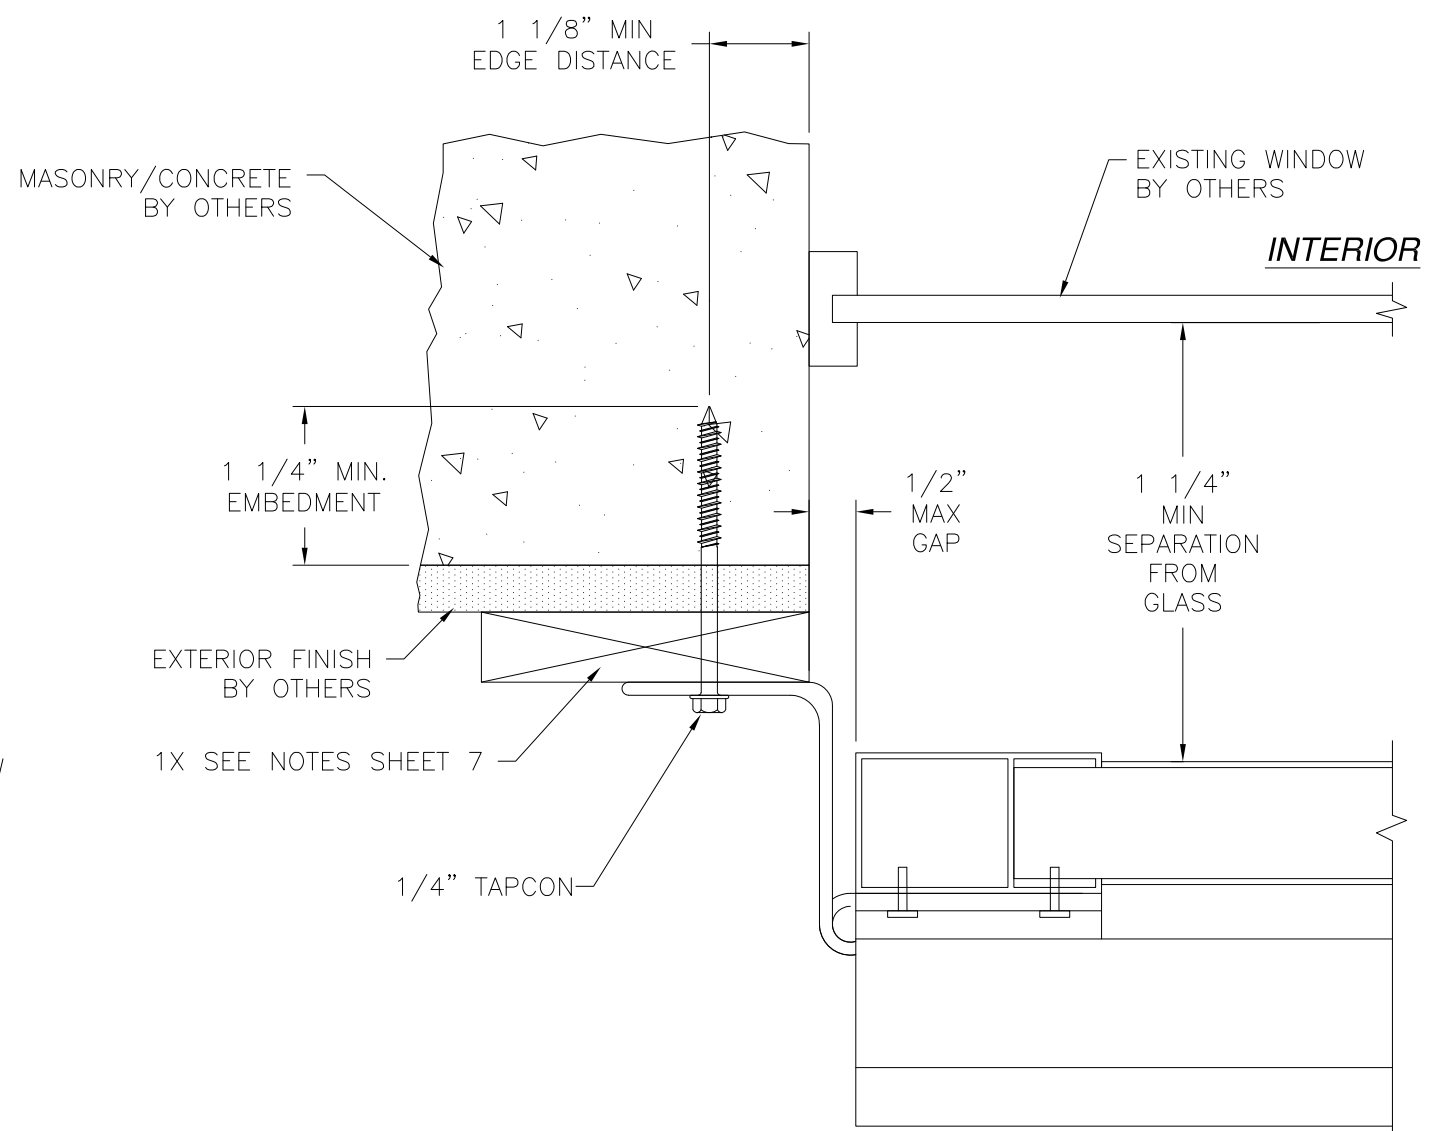 1 1/8” MIN
EDGE DISTANCE
MASONRY/CONCRETE
BY OTHERS
EXISTING WINDOW
BY OTHERS
INTERIOR
1 1/4” MIN.
EMBEDMENT
1/2”
MAX
GAP
1 1/4”
MIN
SEPARATION
FROM
GLASS
EXTERIOR FINISH
BY OTHERS
1X SEE NOTES SHEET 7
1/4” TAPCON